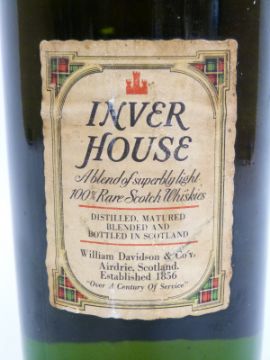 INVER
HOUSE
A blend of superbly light
100% Rare Scotch Whiskies
DISTILLED, MATURED
BLENDED AND
BOTTLED IN SCOTLAND
William Davidson & Coy.
Airdrie, Scotland.
Established 1856
"Over A Century Of Service"